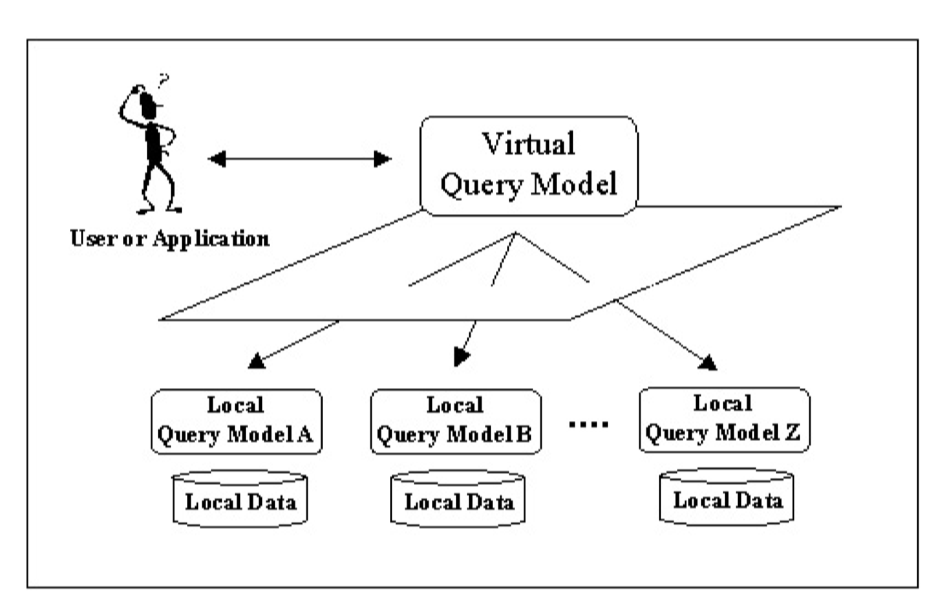 ?
Virtual
Query Model
User or Application
Local
Query Model A
Local
Query Model B
....
Local
Query Model Z
Local Data
Local Data
Local Data